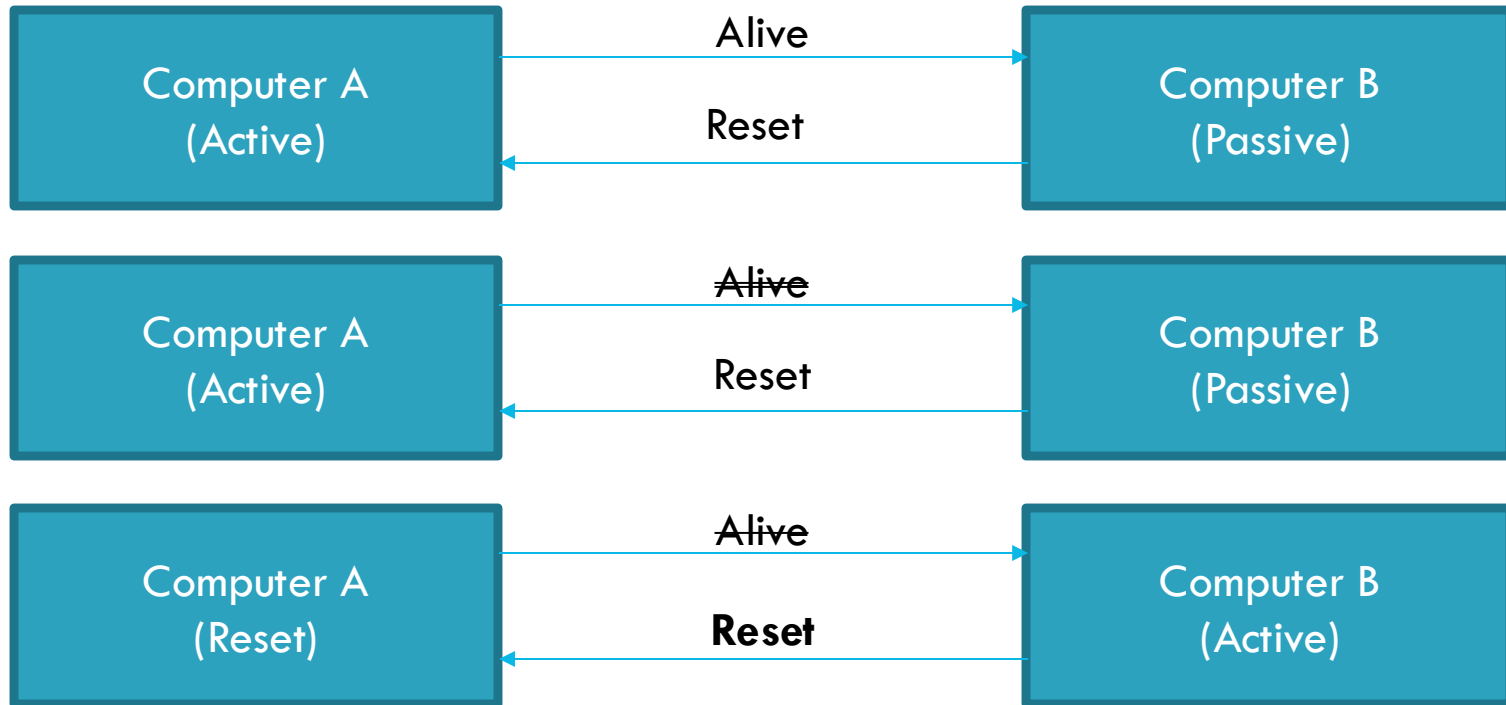 Computer A
(Active)
Alive
Reset
Computer B
(Passive)
Computer A
(Active)
Alive
Reset
Computer B
(Passive)
Computer A
(Reset)
Alive
Reset
Computer B
(Active)